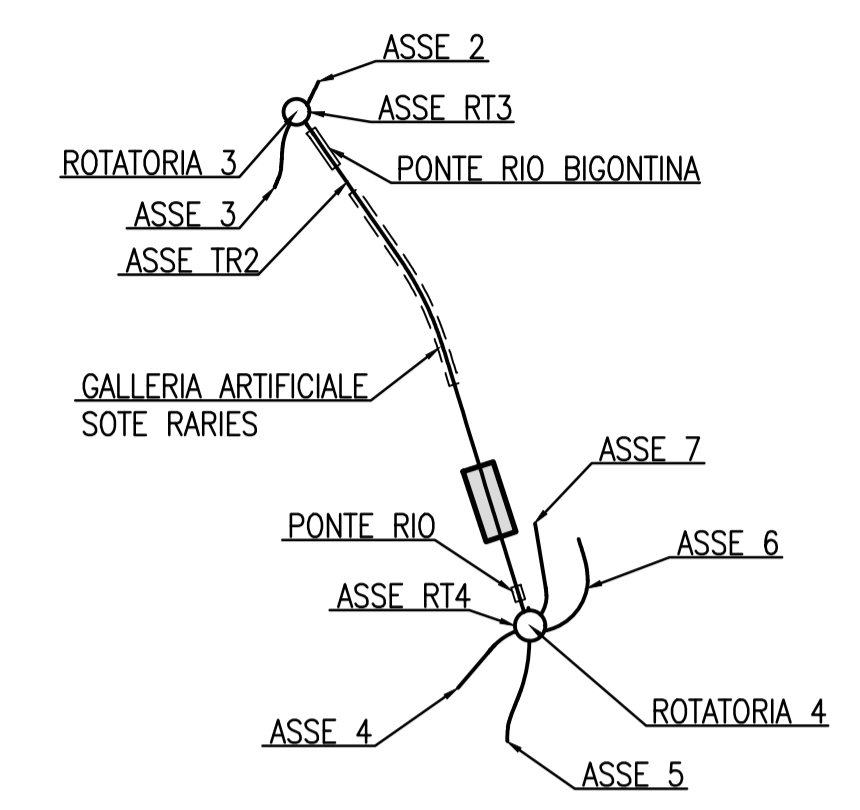 ASSE 2
ASSE RT3
ROTATORIA 3
PONTE RIO BIGONTINA
ASSE 3
ASSE TR2
GALLERIA ARTIFICIALE
SOTE RARIES
ASSE 7
PONTE RIO
ASSE 6
ASSE RT4
ROTATORIA 4
ASSE 4
ASSE 5